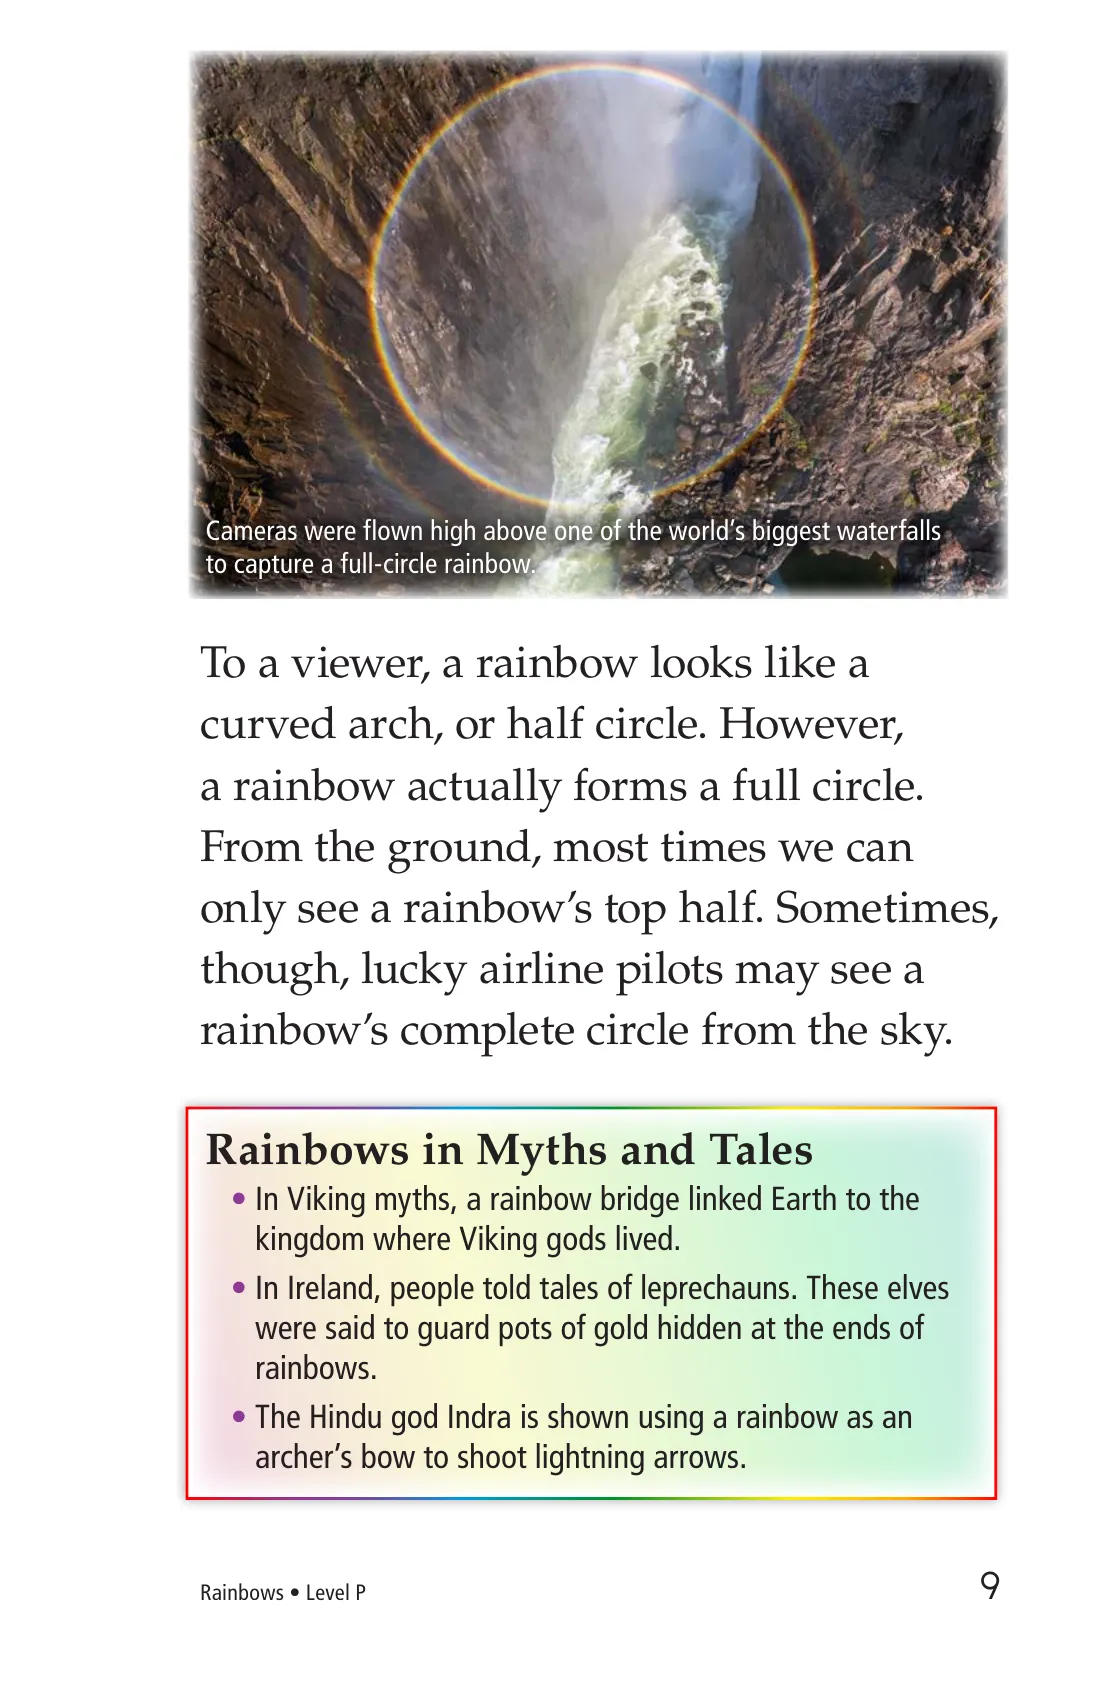 Cameras were flown high above one of the world's biggest waterfalls
to capture a full-circle rainbow.
To a viewer, a rainbow looks like a
curved arch, or half circle. However,
a rainbow actually forms a full circle.
From the ground, most times we can
only see a rainbow's top half. Sometimes,
though, lucky airline pilots may see a
rainbow's complete circle from the sky.
Rainbows in Myths and Tales
• In Viking myths, a rainbow bridge linked Earth to the
kingdom where Viking gods lived.
• In Ireland, people told tales of leprechauns. These elves
were said to guard pots of gold hidden at the ends of
rainbows.
• The Hindu god Indra is shown using a rainbow as an
archer's bow to shoot lightning arrows.
Rainbows • Level P
9